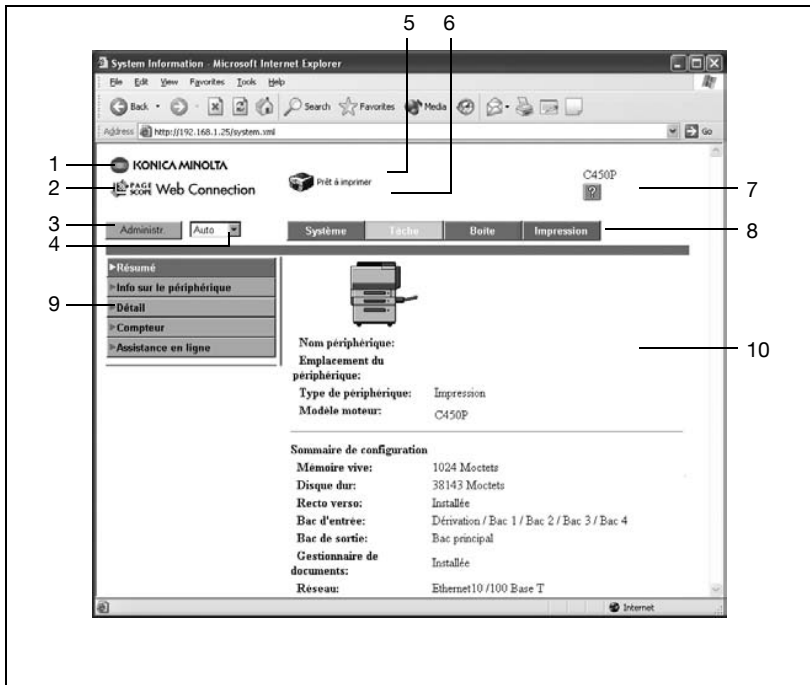 5 6
System Information - Microsoft Internet Explorer
File Edit View Favorites Tools Help
Back Search Favorites Media
Address http://192.168.1.25/system.xml Go
1 KONICA MINOLTA
2 PAGE SCOPE Web Connection
Prêt à imprimer
C450P
?
7
3 Administr. Auto
4
Système Tâche Boîte Impression 8
Résumé
Info sur le périphérique
9 Détail
Compteur
Assistance en ligne
10
Nom périphérique:
Emplacement du
périphérique:
Type de périphérique: Impression
Modèle moteur: C450P
Sommaire de configuration
Mémoire vive: 1024 Moctets
Disque dur: 38143 Moctets
Recto verso: Installée
Bac d'entrée: Dérivation / Bac 1 / Bac 2 / Bac 3 / Bac 4
Bac de sortie: Bac principal
Gestionnaire de
documents: Installée
Réseau: Ethernet10 /100 Base T
Internet